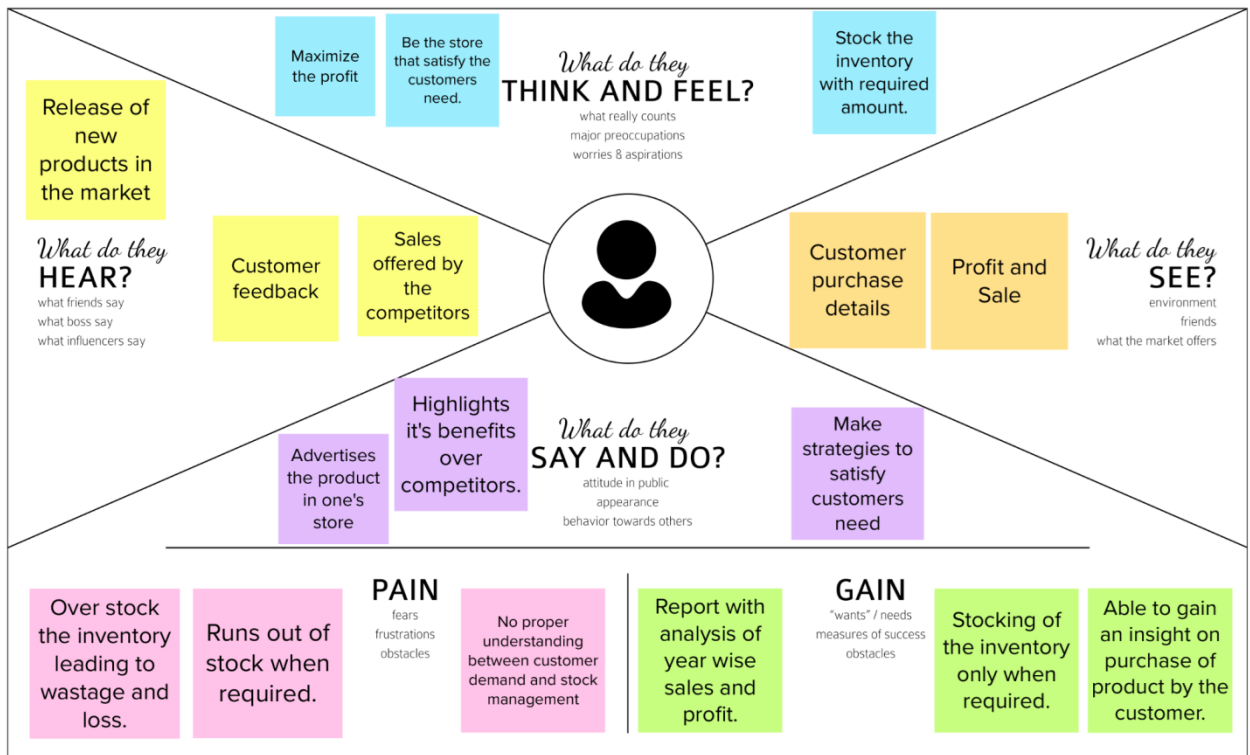 Maximize
the profit
Be the store
that satisfy the
customers
need.
What do they
THINK AND FEEL?
what really counts
major preoccupations
worries & aspirations
Stock the
inventory
with required
amount.
Release of
new
products in
the market
What do they
HEAR?
what friends say
what boss say
what influencers say
Customer
feedback
Sales
offered by
the
competitors
Customer
purchase
details
Profit and
Sale
What do they
SEE?
environment
friends
what the market offers
Advertises
the product
in one's
store
Highlights
it's benefits
over
competitors.
What do they
SAY AND DO?
attitude in public
appearance
behavior towards others
Make
strategies to
satisfy
customers
need
Over stock
the inventory
leading to
wastage and
loss.
Runs out of
stock when
required.
PAIN
fears
frustrations
obstacles
No proper
understanding
between customer
demand and stock
management
Report with
analysis of
year wise
sales and
profit.
GAIN
"wants" / needs
measures of success
obstacles
Stocking of
the inventory
only when
required.
Able to gain
an insight on
purchase of
product by the
customer.